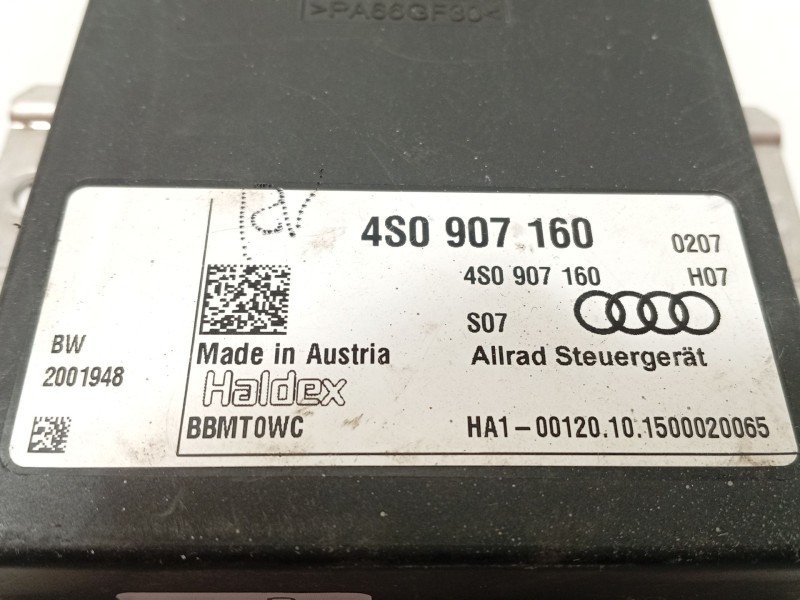 >PA66GF30<
4S0 907 160 0207
4S0 907 160 H07
S07
BW
2001948
Made in Austria
Allrad Steuergerät
Haldex
BBMT0WC
HA1-00120.10.1500020065